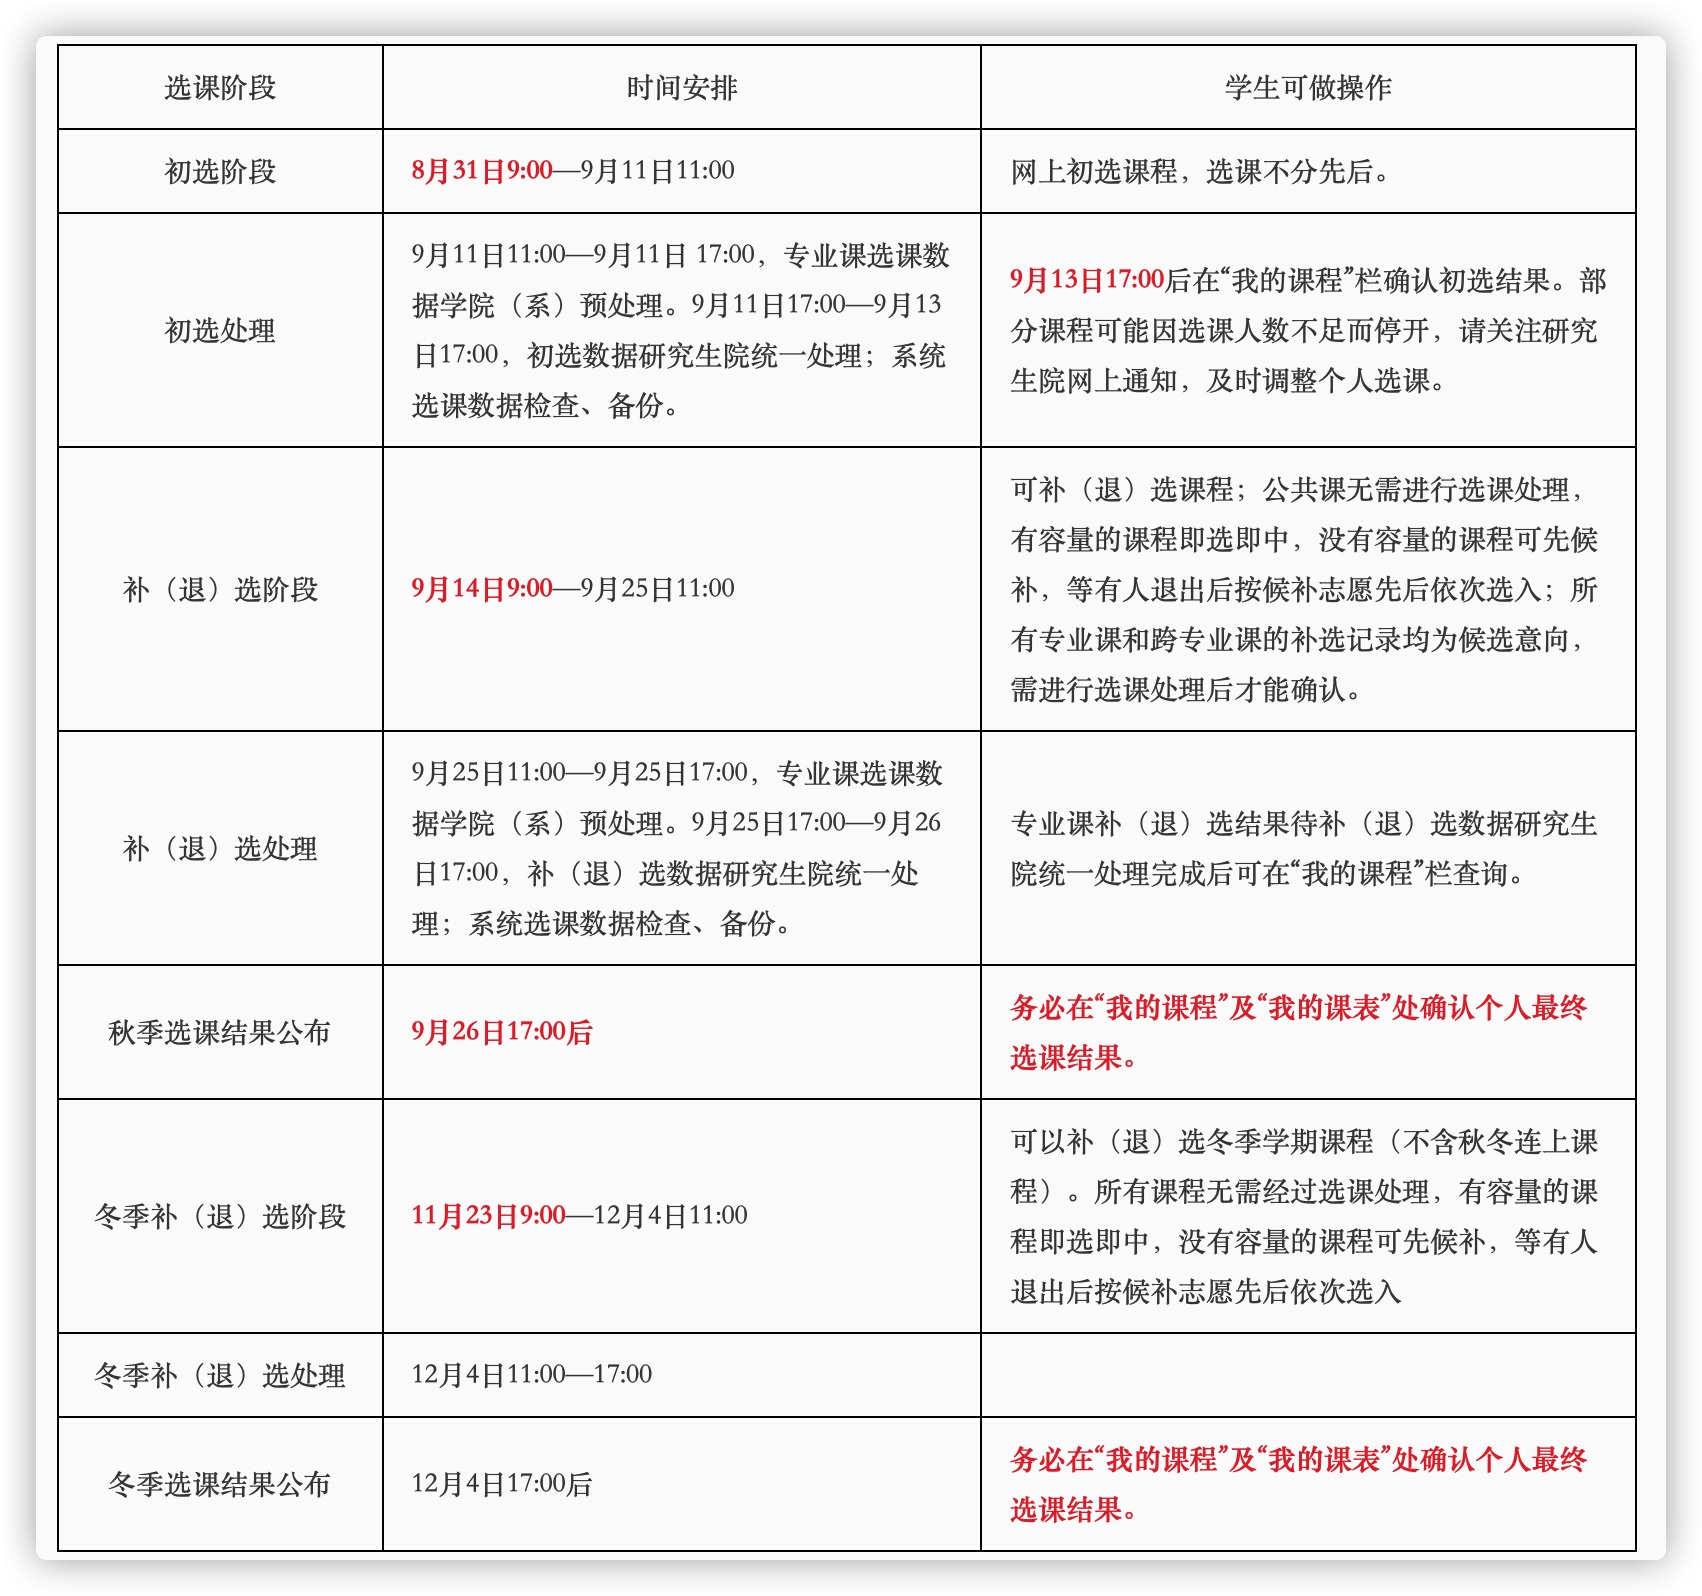 选课阶段
时间安排
学生可做操作
初选阶段
8月31日9:00—9月11日11:00
网上初选课程，选课不分先后。
初选处理
9月11日11:00—9月11日 17:00，专业课选课数
据学院（系）预处理。9月11日17:00—9月13
日17:00，初选数据研究生院统一处理；系统
选课数据检查、备份。
9月13日17:00后在“我的课程”栏确认初选结果。部
分课程可能因选课人数不足而停开，请关注研究
生院网上通知，及时调整个人选课。
补（退）选阶段
9月14日9:00—9月25日11:00
可补（退）选课程；公共课无需进行选课处理，
有容量的课程即选即中，没有容量的课程可先候
补，等有人退出后按候补志愿先后依次选入；所
有专业课和跨专业课的补选记录均为候选意向，
需进行选课处理后才能确认。
补（退）选处理
9月25日11:00—9月25日17:00，专业课选课数
据学院（系）预处理。9月25日17:00—9月26
日17:00，补（退）选数据研究生院统一处
理；系统选课数据检查、备份。
专业课补（退）选结果待补（退）选数据研究生
院统一处理完成后可在“我的课程”栏查询。
秋季选课结果公布
9月26日17:00后
务必在“我的课程”及“我的课表”处确认个人最终
选课结果。
冬季补（退）选阶段
11月23日9:00—12月4日11:00
可以补（退）选冬季学期课程（不含秋冬连上课
程）。所有课程无需经过选课处理，有容量的课
程即选即中，没有容量的课程可先候补，等有人
退出后按候补志愿先后依次选入
冬季补（退）选处理
12月4日11:00—17:00
冬季选课结果公布
12月4日17:00后
务必在“我的课程”及“我的课表”处确认个人最终
选课结果。